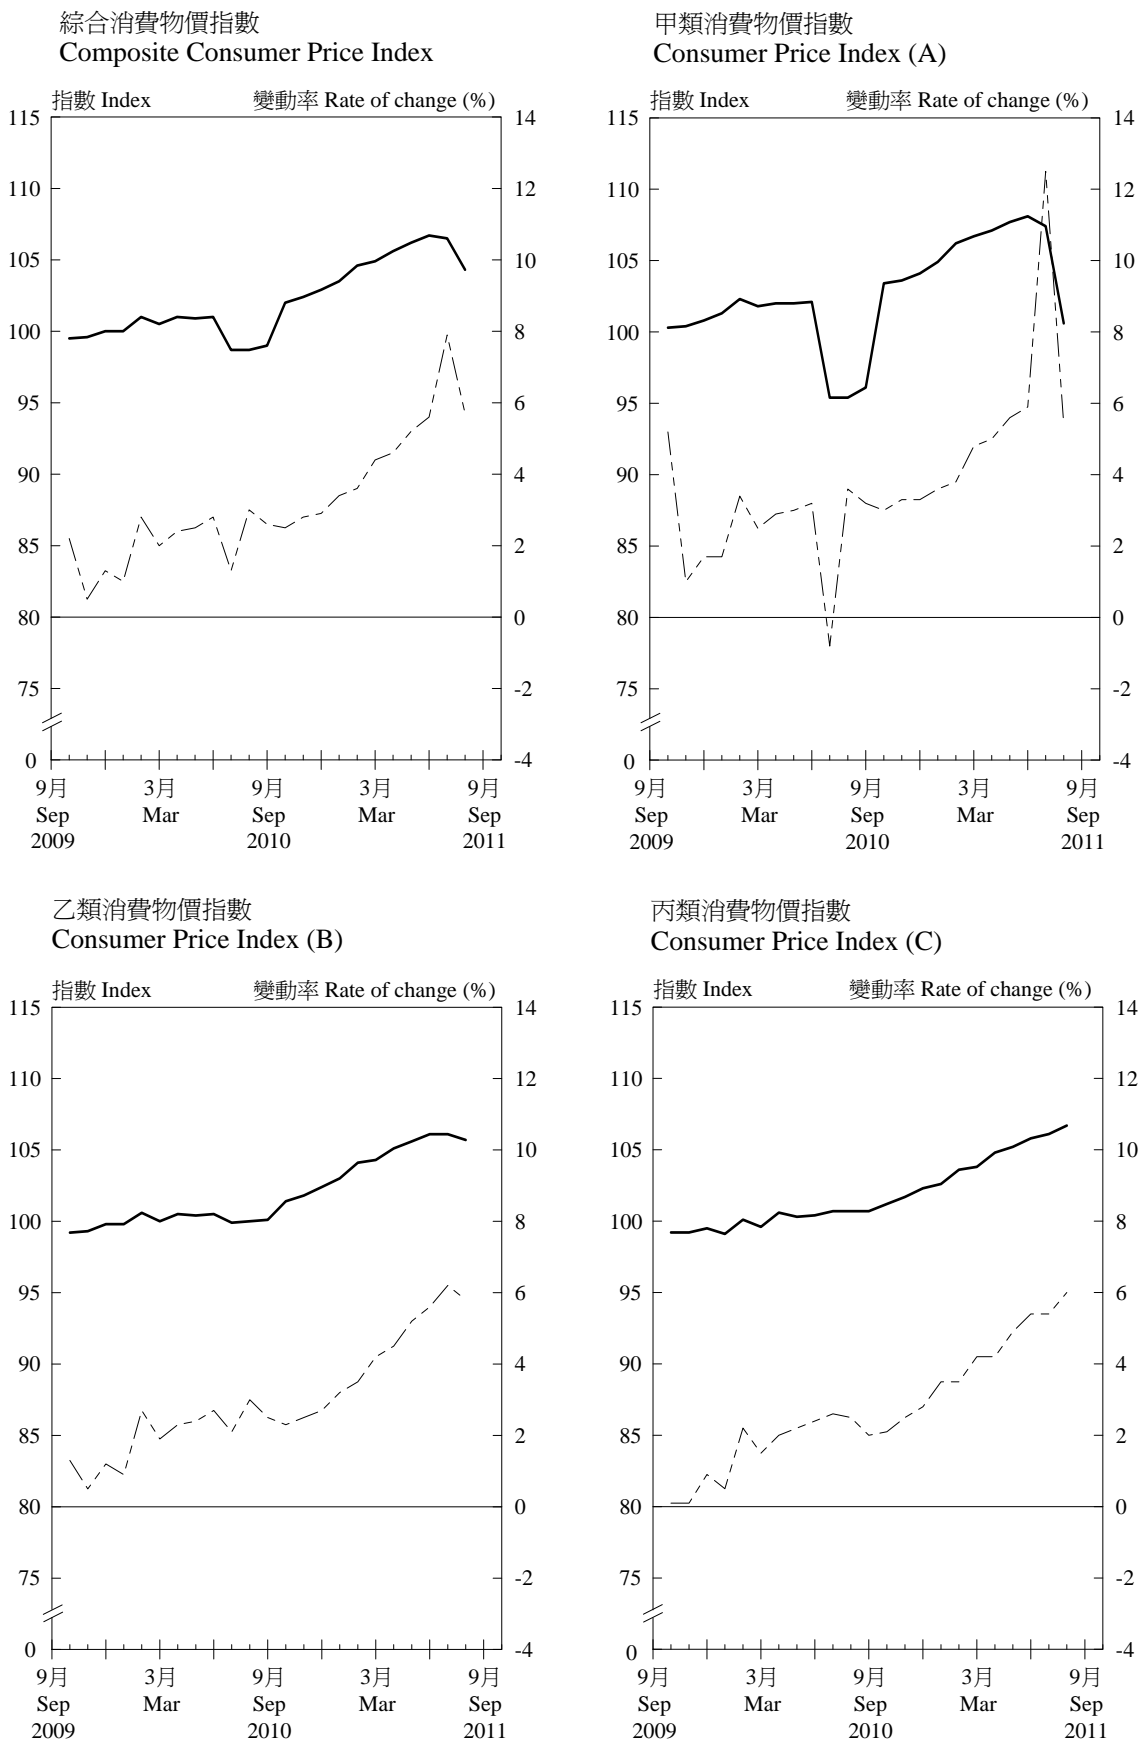 綜合消費物價指數
Composite Consumer Price Index
指數 Index 變動率 Rate of change (%)
115 14
110 12
105 10
100 8
95 6
90 4
85 2
80 0
75 -2
0 -4
9月 3月 9月 3月 9月
Sep Mar Sep Mar Sep
2009 2010 2011
甲類消費物價指數
Consumer Price Index (A)
指數 Index 變動率 Rate of change (%)
115 14
110 12
105 10
100 8
95 6
90 4
85 2
80 0
75 -2
0 -4
9月 3月 9月 3月 9月
Sep Mar Sep Mar Sep
2009 2010 2011
乙類消費物價指數
Consumer Price Index (B)
指數 Index 變動率 Rate of change (%)
115 14
110 12
105 10
100 8
95 6
90 4
85 2
80 0
75 -2
0 -4
9月 3月 9月 3月 9月
Sep Mar Sep Mar Sep
2009 2010 2011
丙類消費物價指數
Consumer Price Index (C)
指數 Index 變動率 Rate of change (%)
115 14
110 12
105 10
100 8
95 6
90 4
85 2
80 0
75 -2
0 -4
9月 3月 9月 3月 9月
Sep Mar Sep Mar Sep
2009 2010 2011